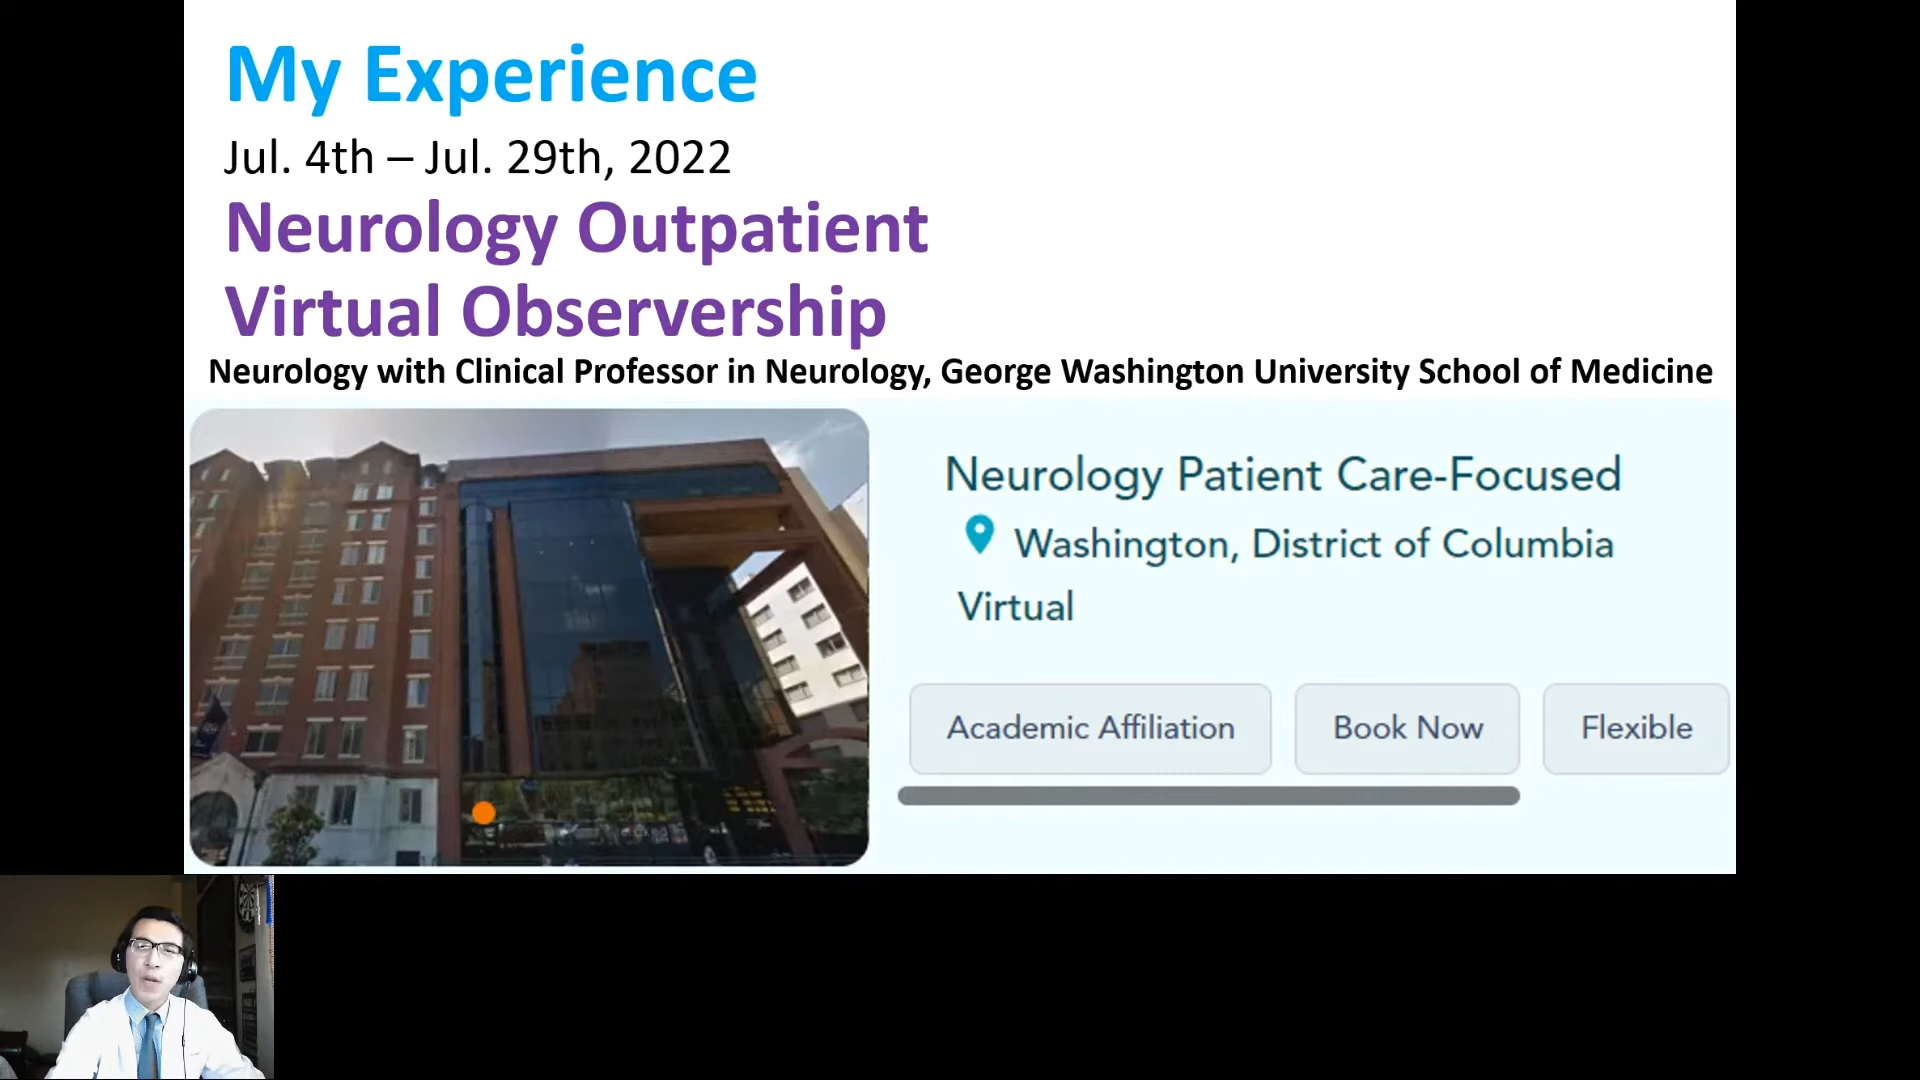 My Experience
Jul. 4th – Jul. 29th, 2022
Neurology Outpatient
Virtual Observership
Neurology with Clinical Professor in Neurology, George Washington University School of Medicine
Neurology Patient Care-Focused
Washington, District of Columbia
Virtual
Academic Affiliation
Book Now
Flexible